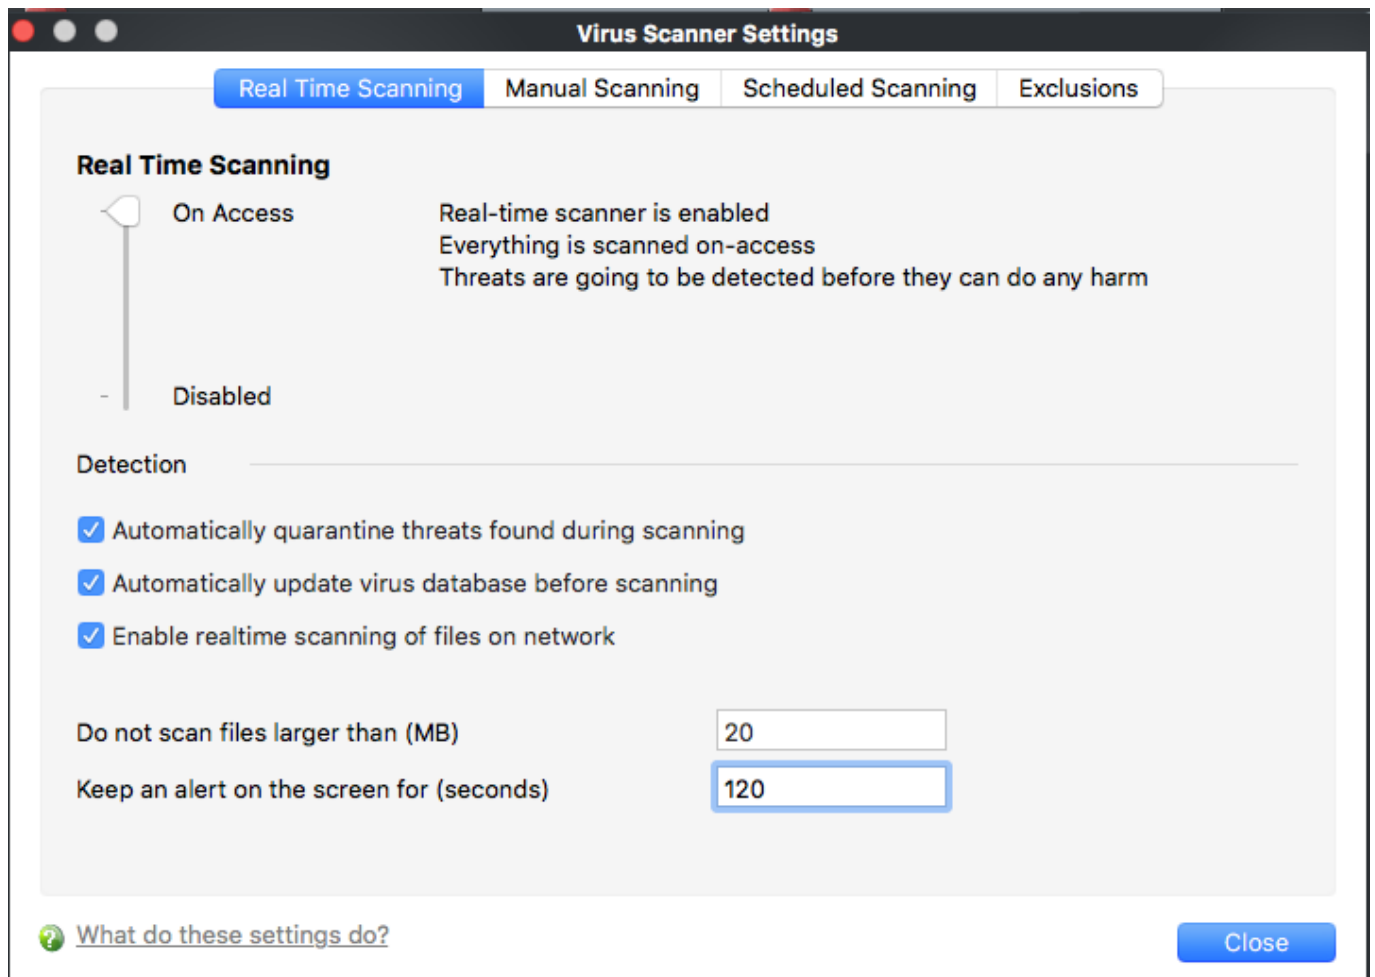 Virus Scanner Settings
Real Time Scanning
Manual Scanning
Scheduled Scanning
Exclusions
Real Time Scanning
On Access
Real-time scanner is enabled
Everything is scanned on-access
Threats are going to be detected before they can do any harm
Disabled
Detection
Automatically quarantine threats found during scanning
Automatically update virus database before scanning
Enable realtime scanning of files on network
Do not scan files larger than (MB)
20
Keep an alert on the screen for (seconds)
120
What do these settings do?
Close